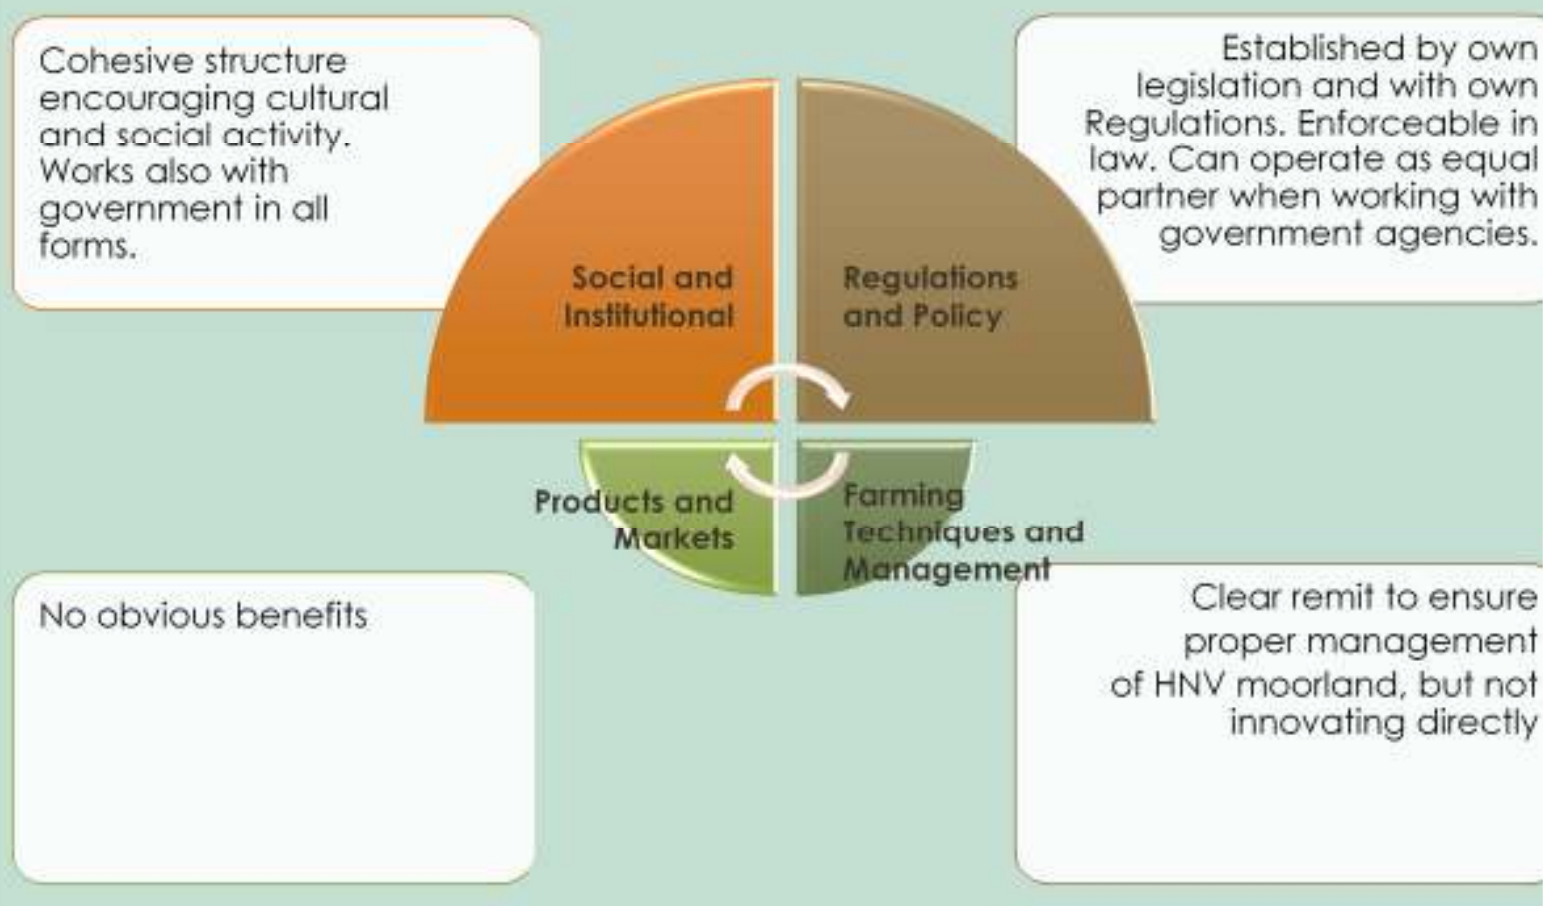 Cohesive structure
encouraging cultural
and social activity.
Works also with
government in all
forms.
Established by own
legislation and with own
Regulations. Enforceable in
law. Can operate as equal
partner when working with
government agencies.
Social and
Institutional
Regulations
and Policy
Products and
Markets
Farming
Techniques and
Management
No obvious benefits
Clear remit to ensure
proper management
of HNV moorland, but not
innovating directly